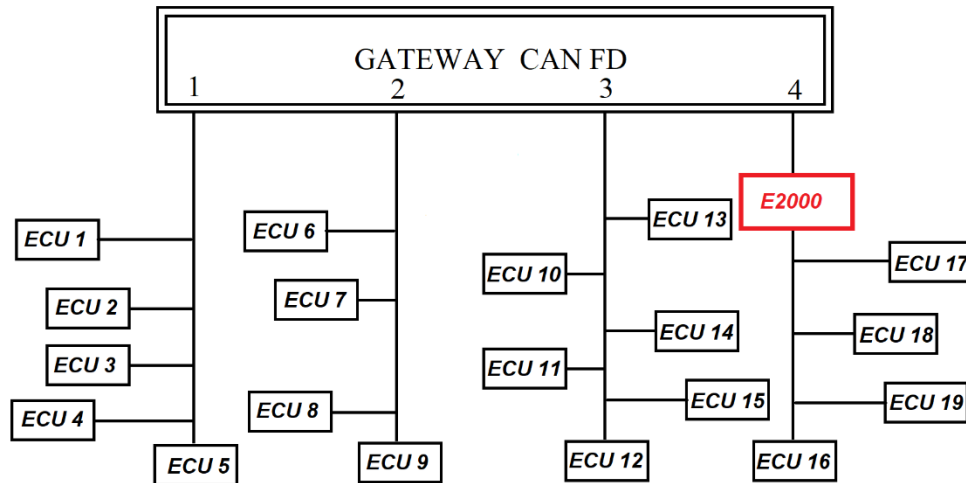 GATEWAY CAN FD
1 2 3 4
E2000
ECU 13
ECU 1
ECU 6
ECU 17
ECU 10
ECU 7
ECU 2
ECU 14
ECU 18
ECU 3
ECU 11
ECU 15
ECU 19
ECU 8
ECU 4
ECU 5
ECU 9
ECU 12
ECU 16